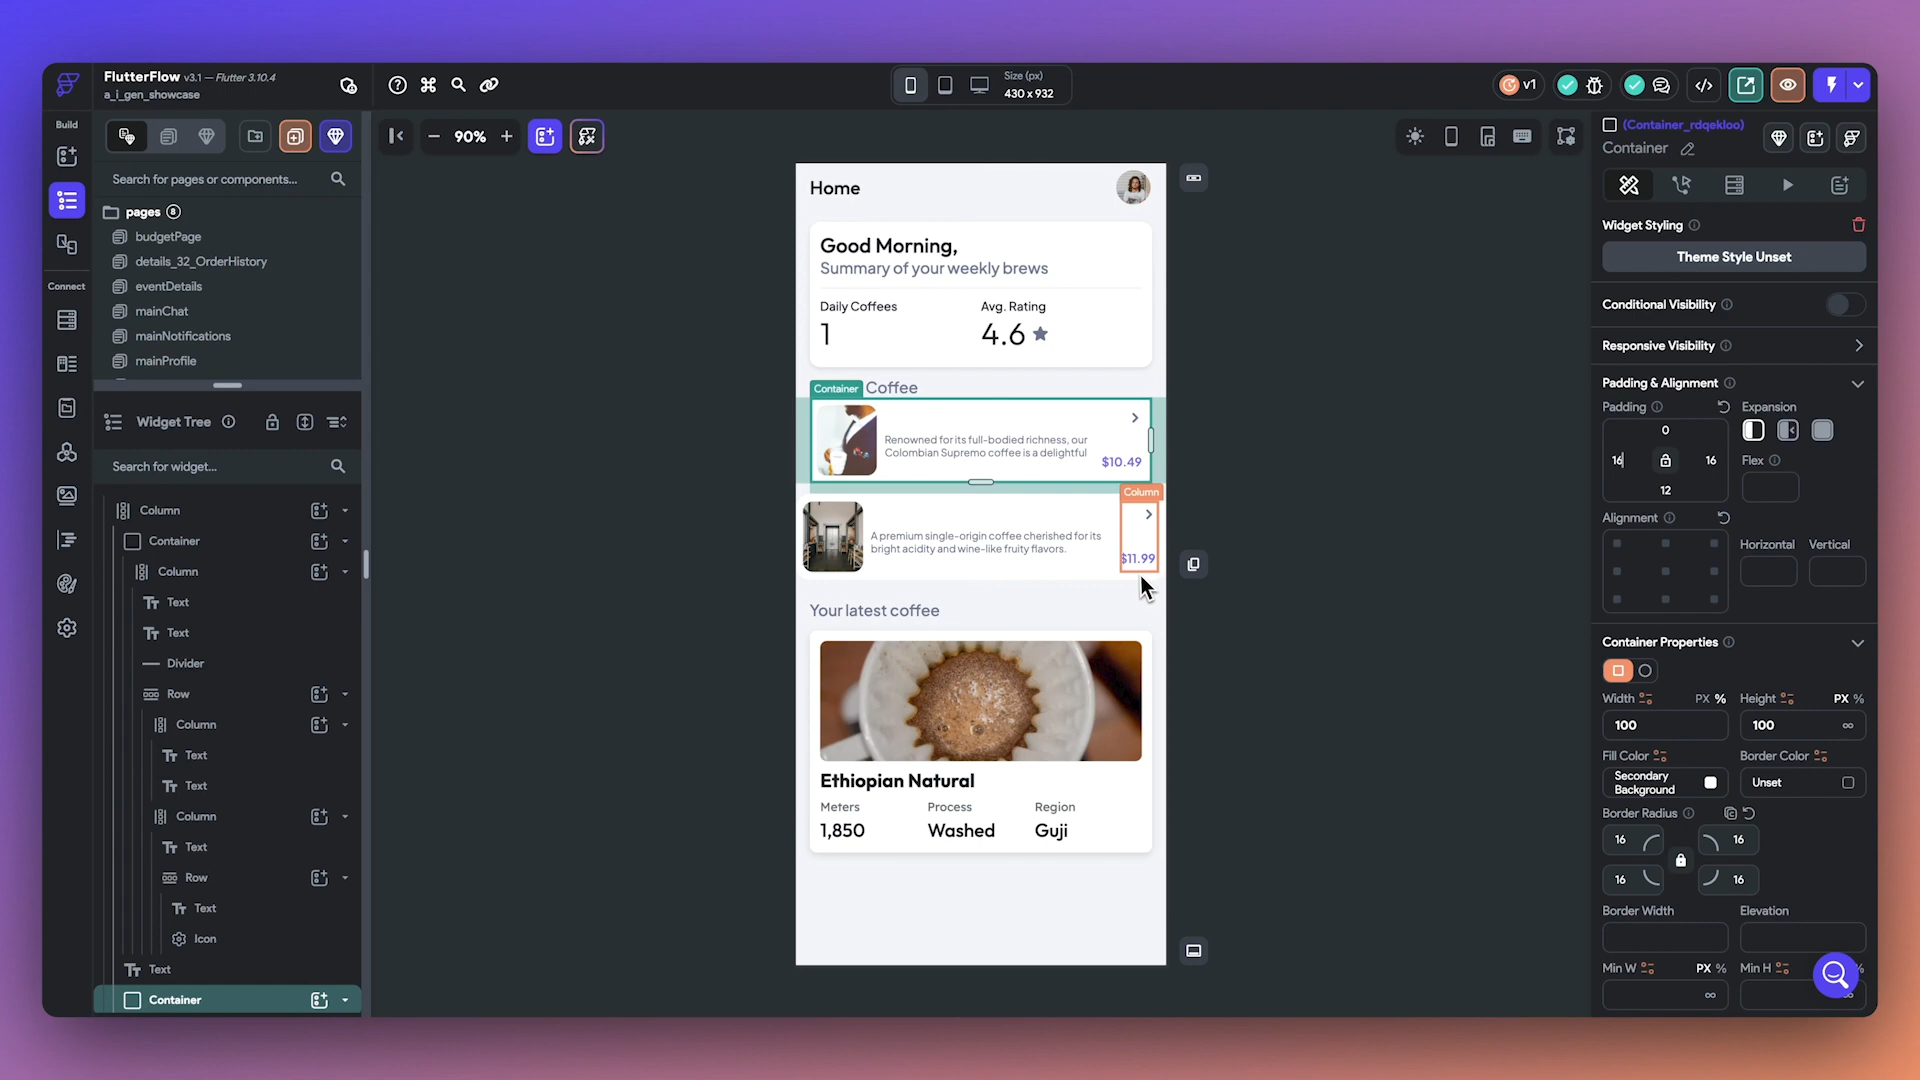 FlutterFlow v3.1 — Flutter 3.10.4
a_i_gen_showcase
Size (px)
430 x 932
v1
Build
Connect
Search for pages or components...
pages 8
budgetPage
details_32_OrderHistory
eventDetails
mainChat
mainNotifications
mainProfile
Widget Tree
Search for widget...
Column
Container
Column
Text
Text
Divider
Row
Column
Text
Text
Column
Text
Row
Text
Icon
Text
Container
90%
Home
Good Morning,
Summary of your weekly brews
Daily Coffees
Avg. Rating
1
4.6
Container
Coffee
Renowned for its full-bodied richness, our
Colombian Supremo coffee is a delightful
$10.49
Column
A premium single-origin coffee cherished for its
bright acidity and wine-like fruity flavors.
$11.99
Your latest coffee
Ethiopian Natural
Meters
Process
Region
1,850
Washed
Guji
(Container_rdqekloo)
Container
Widget Styling
Theme Style Unset
Conditional Visibility
Responsive Visibility
Padding & Alignment
Padding
Expansion
0
16
16
12
Flex
Alignment
Horizontal
Vertical
Container Properties
Width
PX %
Height
PX %
100
100
∞
Fill Color
Border Color
Secondary
Background
Unset
Border Radius
16
16
16
16
Border Width
Elevation
Min W
PX %
Min H
%
∞
∞